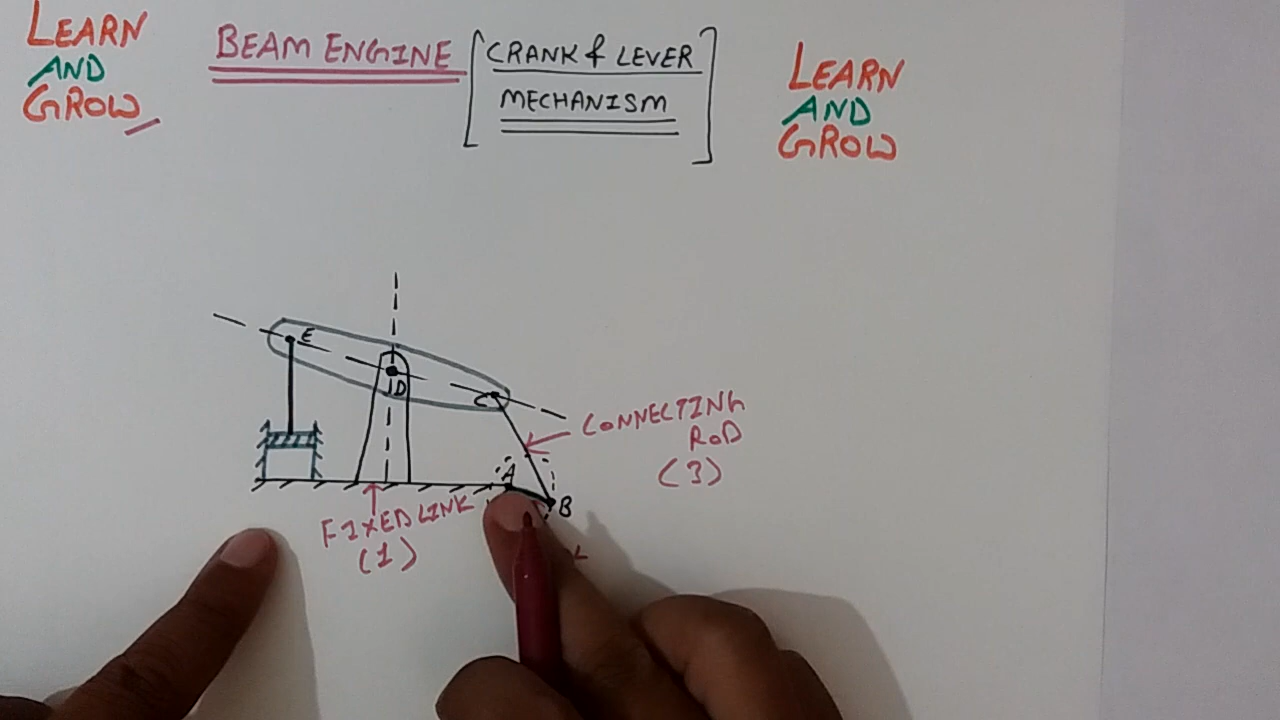 LEARN
AND
GROW
BEAM ENGINE
CRANK & LEVER
MECHANISM
LEARN
AND
GROW
E
D
C
CONNECTING
ROD
(3)
A
B
FIXED LINK
(1)